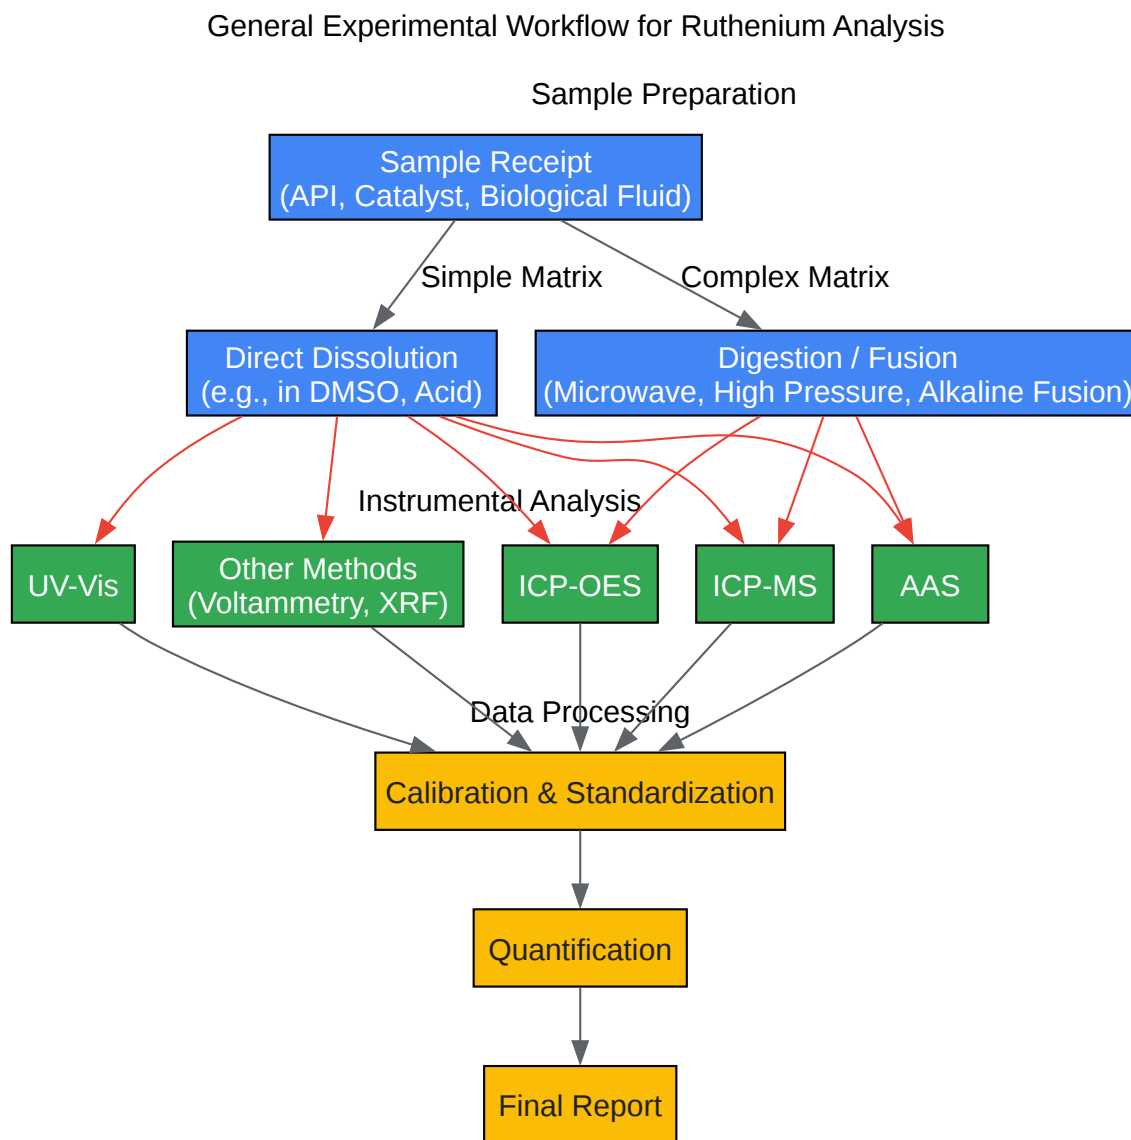 General Experimental Workflow for Ruthenium Analysis
Sample Preparation
Sample Receipt
(API, Catalyst, Biological Fluid)
Simple Matrix
Complex Matrix
Direct Dissolution
(e.g., in DMSO, Acid)
Digestion / Fusion
(Microwave, High Pressure, Alkaline Fusion)
Instrumental Analysis
UV-Vis
Other Methods
(Voltammetry, XRF)
ICP-OES
ICP-MS
AAS
Data Processing
Calibration & Standardization
Quantification
Final Report